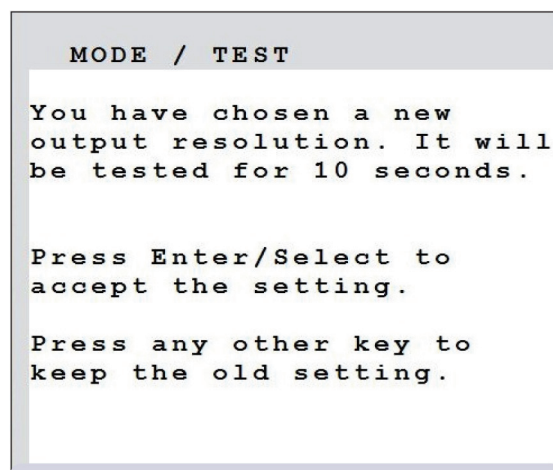 MODE / TEST
You have chosen a new
output resolution. It will
be tested for 10 seconds.
Press Enter/Select to
accept the setting.
Press any other key to
keep the old setting.